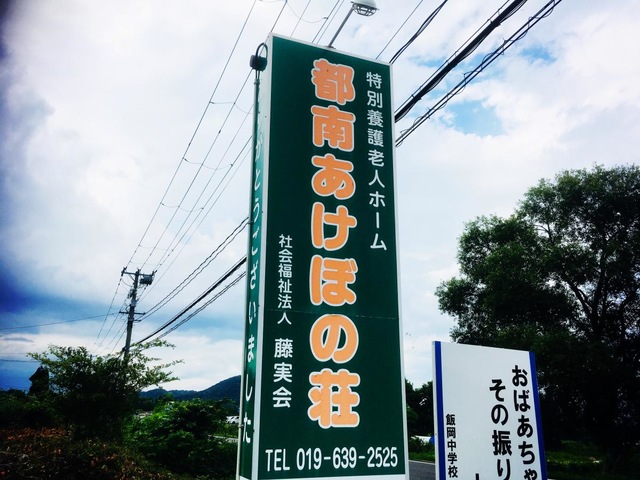 特別養護老人ホーム
都南あけぼの荘
社会福祉法人 藤実会
TEL 019-639-2525
がとうございました
おばあちゃ
その振り
飯岡中学校